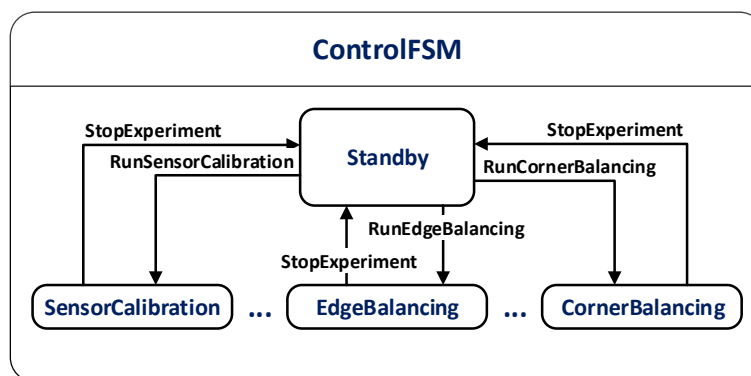 ControlFSM
StopExperiment
StopExperiment
Standby
RunSensorCalibration
RunCornerBalancing
RunEdgeBalancing
StopExperiment
SensorCalibration
...
EdgeBalancing
...
CornerBalancing